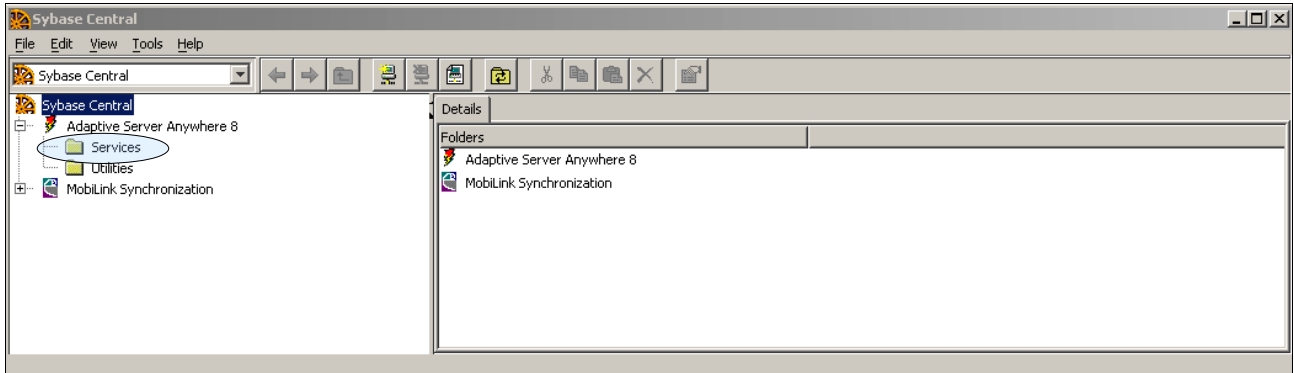 Sybase Central
File Edit View Tools Help
Sybase Central
Sybase Central
Adaptive Server Anywhere 8
Services
Utilities
MobiLink Synchronization
Details
Folders
Adaptive Server Anywhere 8
MobiLink Synchronization